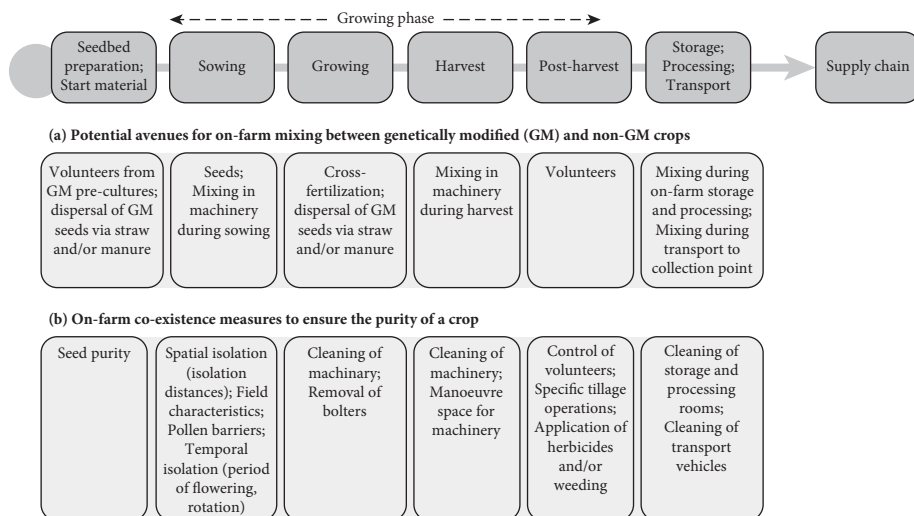 Growing phase
Seedbed
preparation;
Start material
Sowing
Growing
Harvest
Post-harvest
Storage;
Processing;
Transport
Supply chain
(a) Potential avenues for on-farm mixing between genetically modified (GM) and non-GM crops
Volunteers from
GM pre-cultures;
dispersal of GM
seeds via straw
and/or manure
Seeds;
Mixing in
machinery
during sowing
Cross-
fertilization;
dispersal of GM
seeds via straw
and/or manure
Mixing in
machinery
during harvest
Volunteers
Mixing during
on-farm storage
and processing;
Mixing during
transport to
collection point
(b) On-farm co-existence measures to ensure the purity of a crop
Seed purity
Spatial isolation
(isolation
distances); Field
characteristics;
Pollen barriers;
Temporal
isolation (period
of flowering,
rotation)
Cleaning of
machinary;
Removal of
bolters
Cleaning of
machinery;
Manoeuvre
space for
machinery
Control of
volunteers;
Specific tillage
operations;
Application of
herbicides
and/or
weeding
Cleaning of
storage and
processing
rooms;
Cleaning of
transport
vehicles